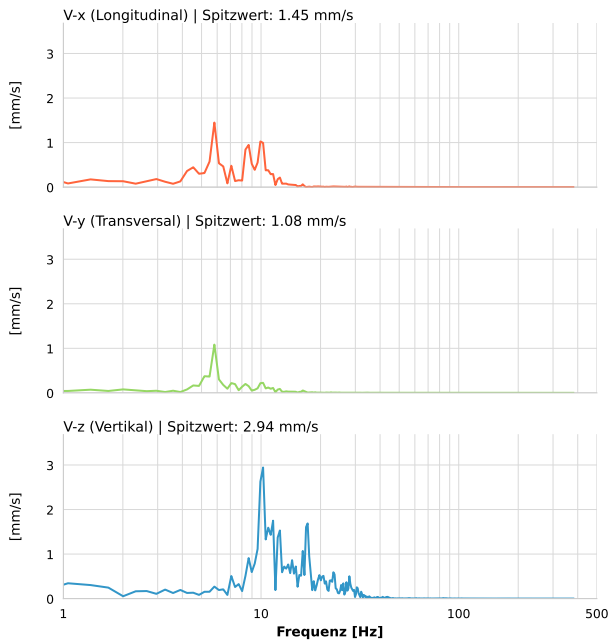 V-x (Longitudinal) | Spitzwert: 1.45 mm/s
3
2
1
0
[mm/s]
V-y (Transversal) | Spitzwert: 1.08 mm/s
3
2
1
0
[mm/s]
V-z (Vertikal) | Spitzwert: 2.94 mm/s
3
2
1
0
[mm/s]
1 10 100 500
Frequenz [Hz]